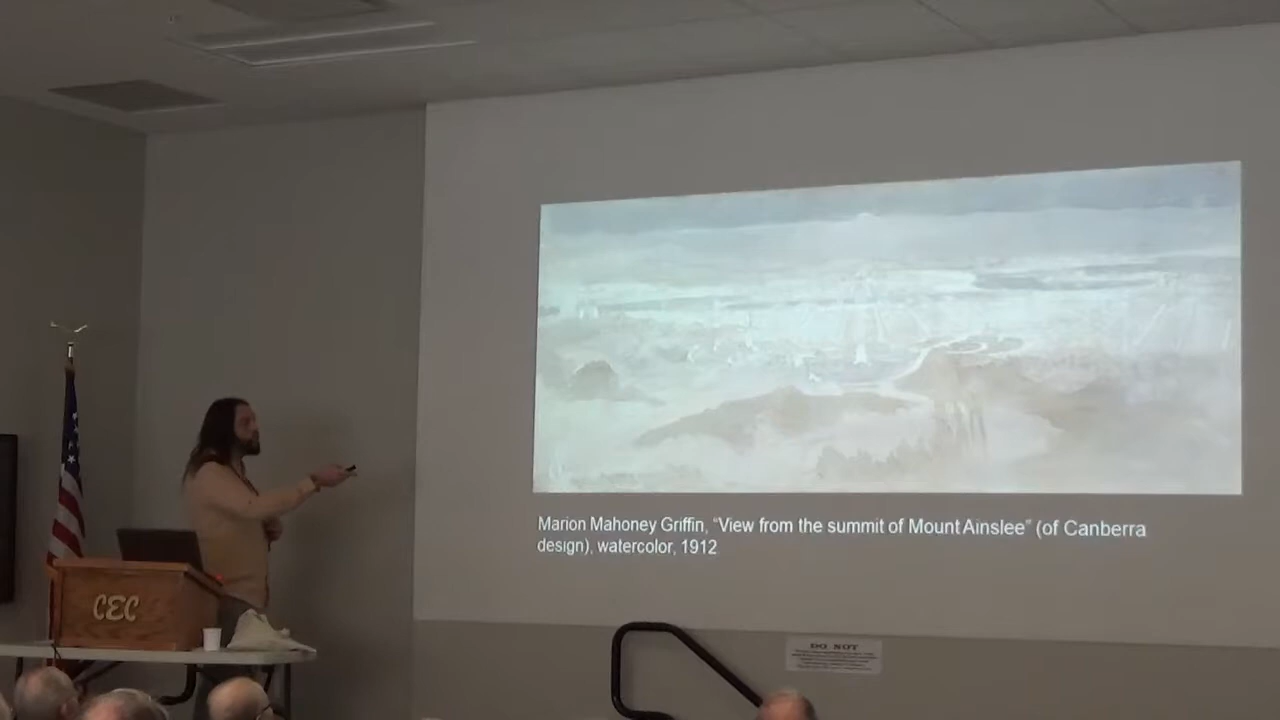 Marion Mahoney Griffin, “View from the summit of Mount Ainslee” (of Canberra
design), watercolor, 1912
CEC
DO NOT